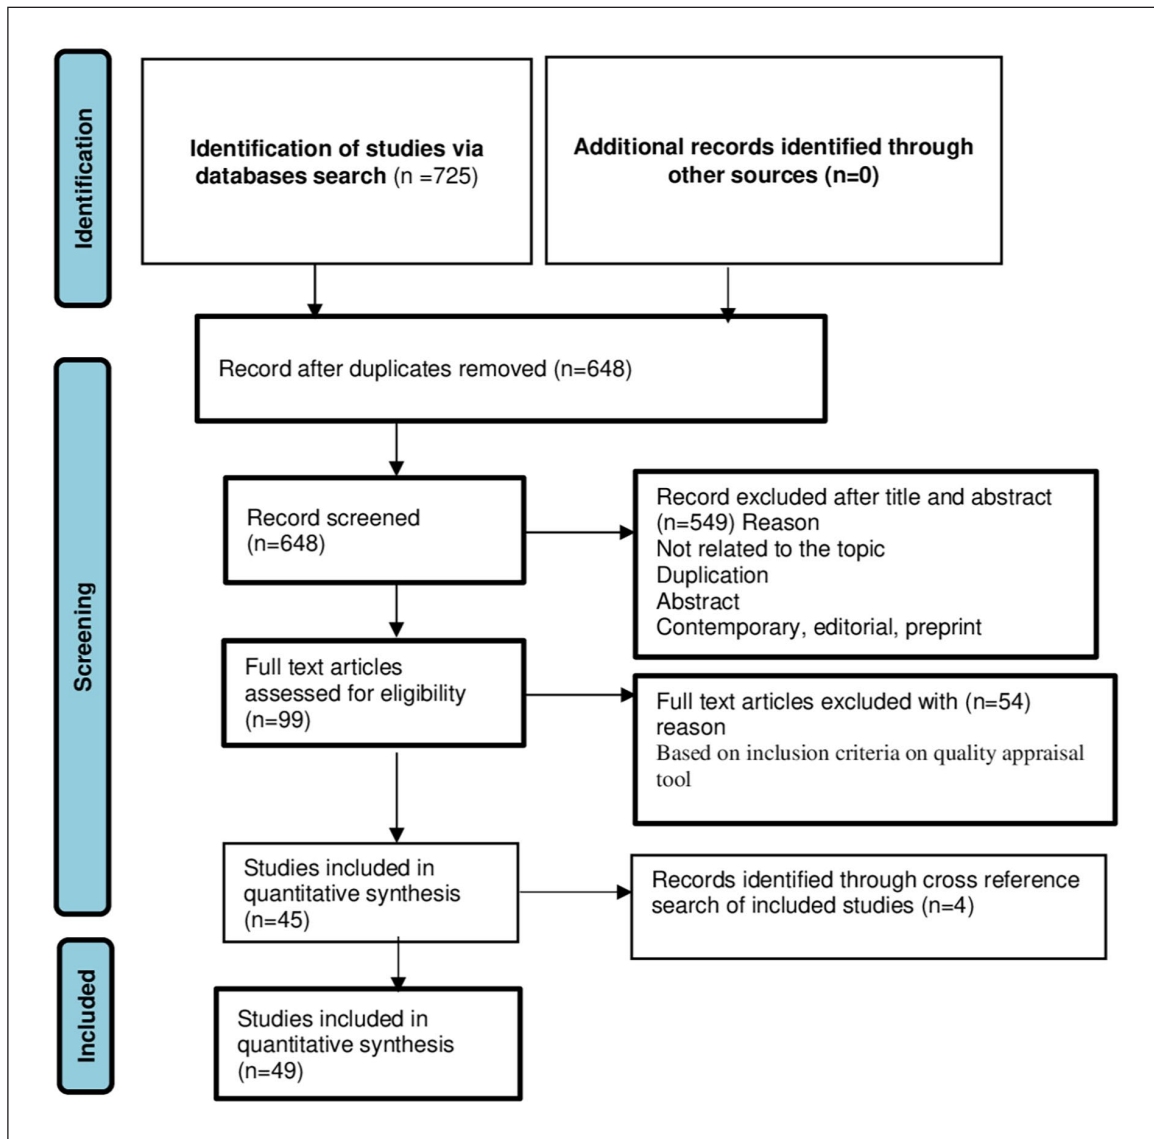 Identification
Identification of studies via
databases search (n =725)
Additional records identified through
other sources (n=0)
Record after duplicates removed (n=648)
Screening
Record screened
(n=648)
Record excluded after title and abstract
(n=549) Reason
Not related to the topic
Duplication
Abstract
Contemporary, editorial, preprint
Full text articles
assessed for eligibility
(n=99)
Full text articles excluded with (n=54)
reason
Based on inclusion criteria on quality appraisal
tool
Studies included in
quantitative synthesis
(n=45)
Records identified through cross reference
search of included studies (n=4)
Included
Studies included in
quantitative synthesis
(n=49)